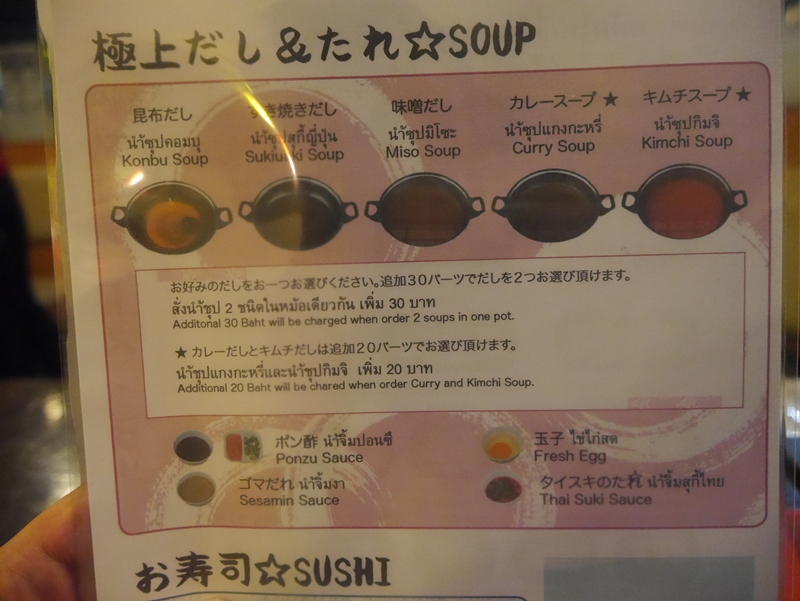 極上だし&たれ☆SOUP
昆布だし
น้ำซุปคอมบุ
Konbu Soup
すき焼きだし
น้ำซุปสุกี้ญี่ปุ่น
Sukiuaki Soup
味噌だし
น้ำซุปมิโซะ
Miso Soup
カレースープ ★
น้ำซุปแกงกะหรี่
Curry Soup
キムチスープ ★
น้ำซุปกิมจิ
Kimchi Soup
お好みのだしをお一つお選びください。追加30バーツでだしを2つお選び頂けます。
สั่งน้ำซุป 2 ชนิดในหม้อเดียวกัน เพิ่ม 30 บาท
Additonal 30 Baht will be charged when order 2 soups in one pot.
★ カレーだしとキムチだしは追加20バーツでお選び頂けます。
น้ำซุปแกงกะหรี่และน้ำซุปกิมจิ เพิ่ม 20 บาท
Additional 20 Baht will be chared when order Curry and Kimchi Soup.
ポン酢 น้ำจิ้มปอนซึ
Ponzu Sauce
玉子 ไข่ไก่สด
Fresh Egg
ゴマだれ น้ำจิ้มงา
Sesamin Sauce
タイスキのたれ น้ำจิ้มสุกี้ไทย
Thai Suki Sauce
お寿司☆SUSHI